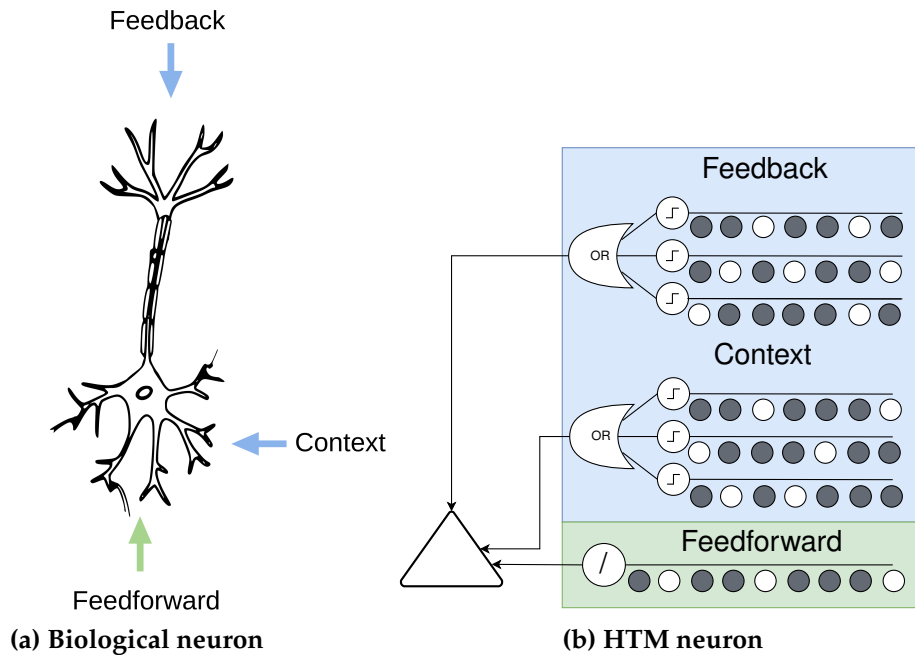 Feedback
Context
Feedforward
(a) Biological neuron
Feedback
OR
Context
OR
Feedforward
/
(b) HTM neuron